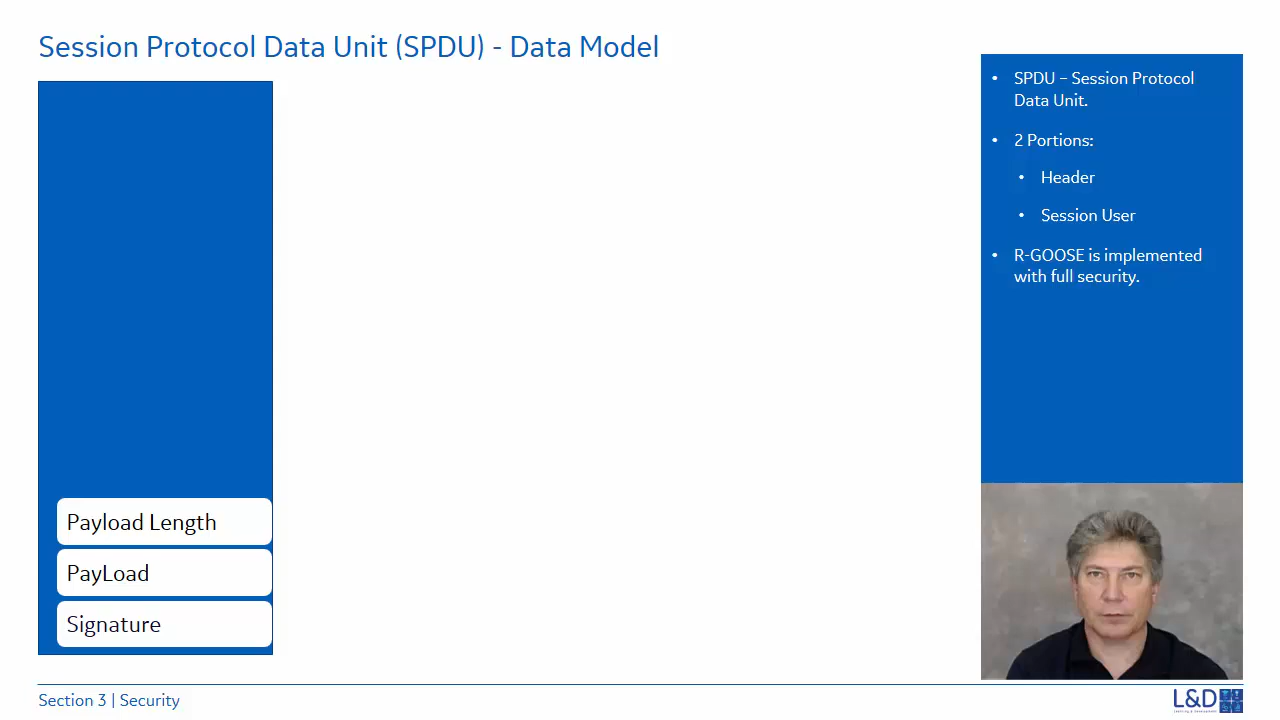 Session Protocol Data Unit (SPDU) - Data Model
Payload Length
PayLoad
Signature
• SPDU – Session Protocol
Data Unit.
• 2 Portions:
• Header
• Session User
• R-GOOSE is implemented
with full security.
Section 3 | Security
L&D